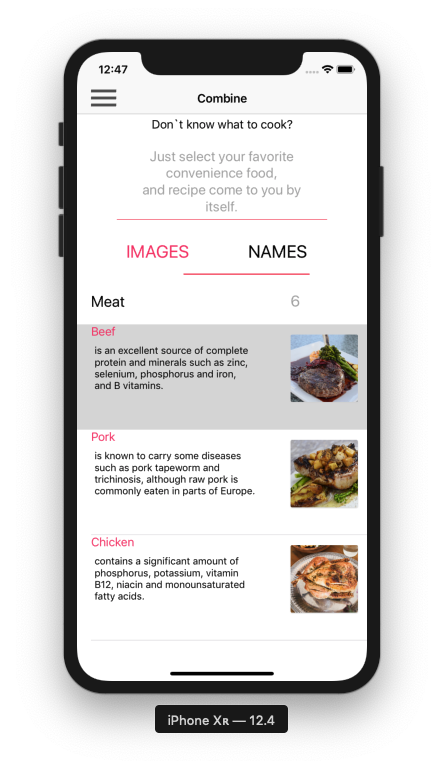 12:47
Combine
Don`t know what to cook?
Just select your favorite
convenience food,
and recipe come to you by
itself.
IMAGES NAMES
Meat 6
Beef
is an excellent source of complete
protein and minerals such as zinc,
selenium, phosphorus and iron,
and B vitamins.
Pork
is known to carry some diseases
such as pork tapeworm and
trichinosis, although raw pork is
commonly eaten in parts of Europe.
Chicken
contains a significant amount of
phosphorus, potassium, vitamin
B12, niacin and monounsaturated
fatty acids.
iPhone Xʀ — 12.4